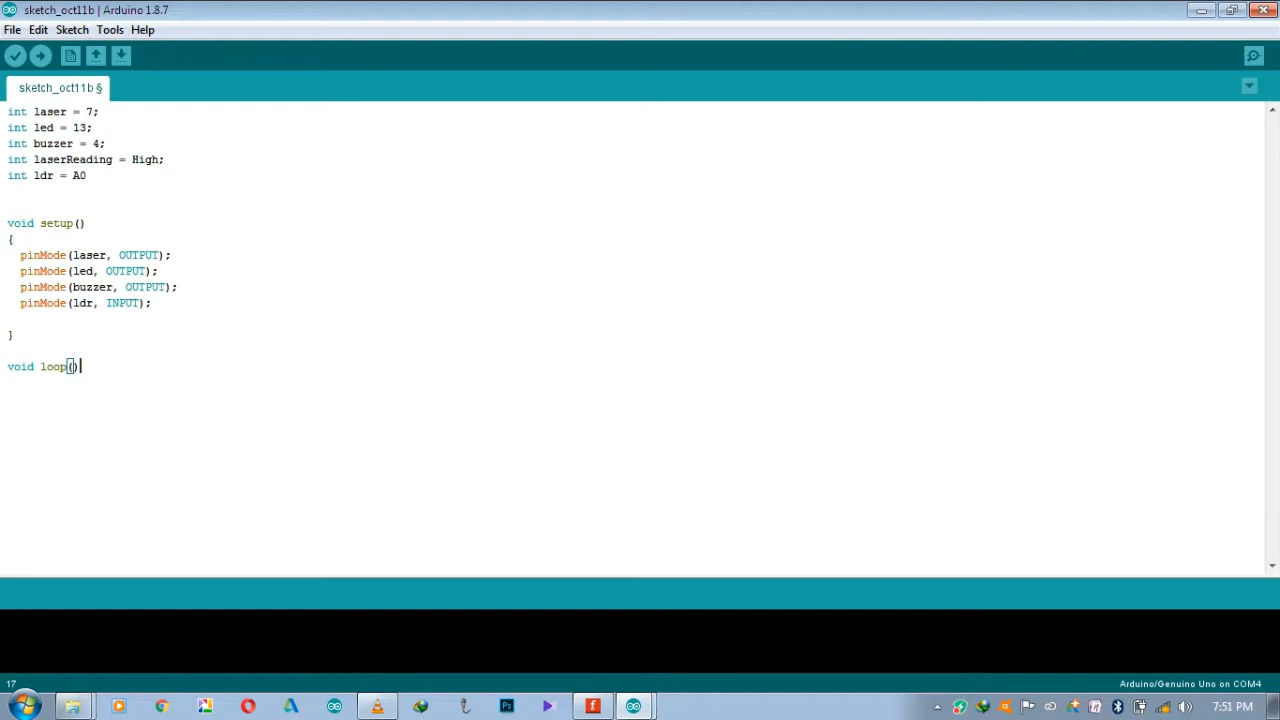 sketch_oct11b | Arduino 1.8.7
File Edit Sketch Tools Help
sketch_oct11b §
int laser = 7;
int led = 13;
int buzzer = 4;
int laserReading = High;
int ldr = A0
void setup()
{
pinMode(laser, OUTPUT);
pinMode(led, OUTPUT);
pinMode(buzzer, OUTPUT);
pinMode(ldr, INPUT);
}
void loop()
17
Arduino/Genuino Uno on COM4
Ps
f
7:51 PM